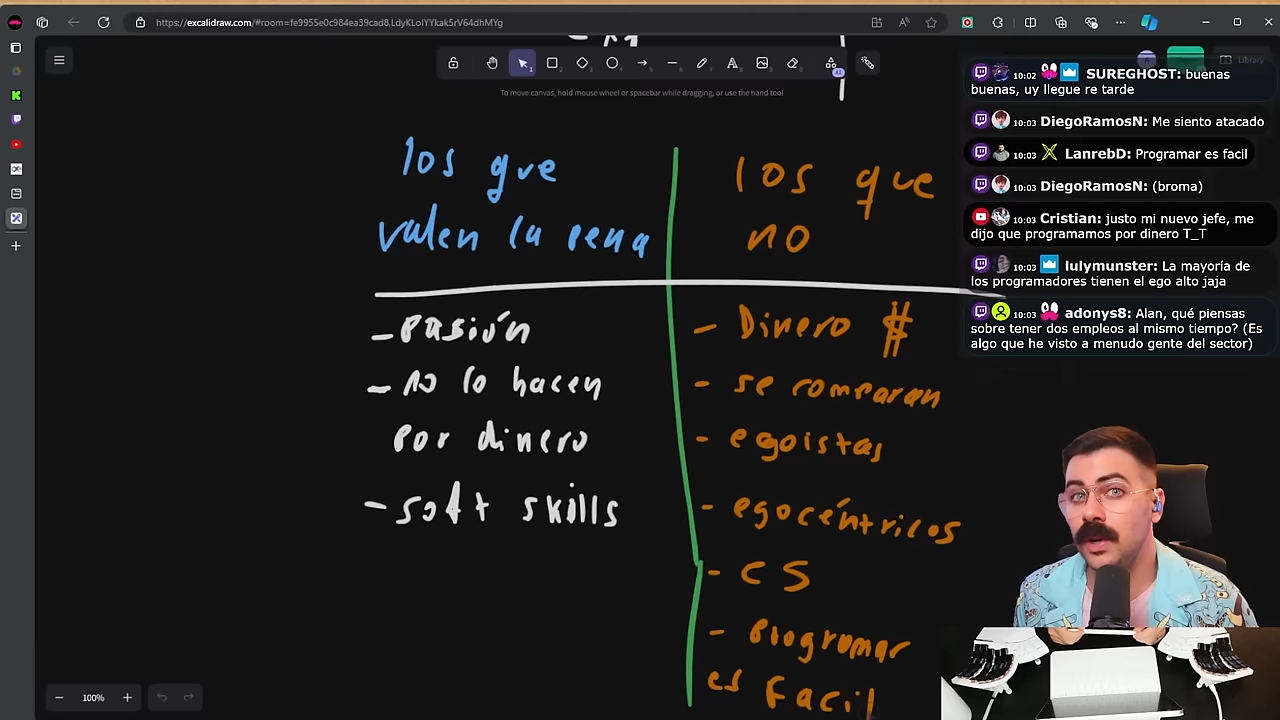 https://excalidraw.com/#room=fe9955e0c984ea39cad8,LdyKLolYYkak5rV64dhMYg
Library
To move canvas, hold mouse wheel or spacebar while dragging, or use the hand tool
los que
valen la pena
los que
no
- Pasión
- no lo hacen
por dinero
- soft skills
- Dinero $
- se comparan
- egoistas
- egocéntricos
- CS
- Programar
es facil
10:02 SUREGHOST: buenas
buenas, uy llegue re tarde
10:03 DiegoRamosN: Me siento atacado
10:03 LanrebD: Programar es facil
10:03 DiegoRamosN: (broma)
10:03 Cristian: justo mi nuevo jefe, me
dijo que programamos por dinero T_T
10:03 lulymunster: La mayoría de
los programadores tienen el ego alto jaja
10:03 adonys8: Alan, qué piensas
sobre tener dos empleos al mismo tiempo? (Es
algo que he visto a menudo gente del sector)
100%